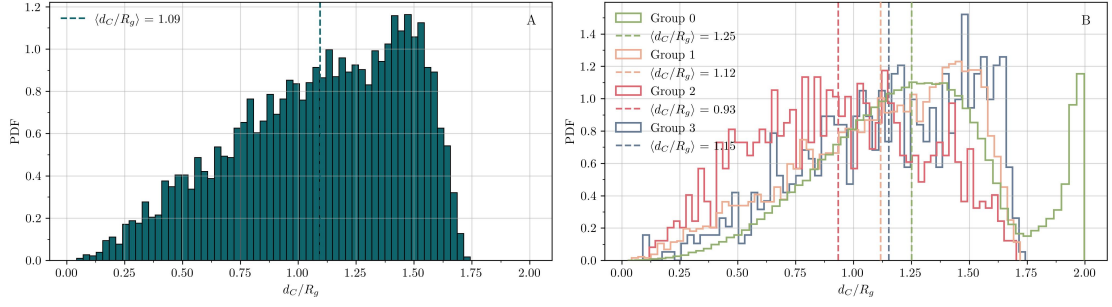 ⟨d_C/R_g⟩ = 1.09
A
PDF
1.2
1.0
0.8
0.6
0.4
0.2
0.0
0.00 0.25 0.50 0.75 1.00 1.25 1.50 1.75 2.00
d_C/R_g
Group 0
⟨d_C/R_g⟩ = 1.25
Group 1
⟨d_C/R_g⟩ = 1.12
Group 2
⟨d_C/R_g⟩ = 0.93
Group 3
⟨d_C/R_g⟩ = 1.15
B
PDF
1.4
1.2
1.0
0.8
0.6
0.4
0.2
0.0
0.00 0.25 0.50 0.75 1.00 1.25 1.50 1.75 2.00
d_C/R_g